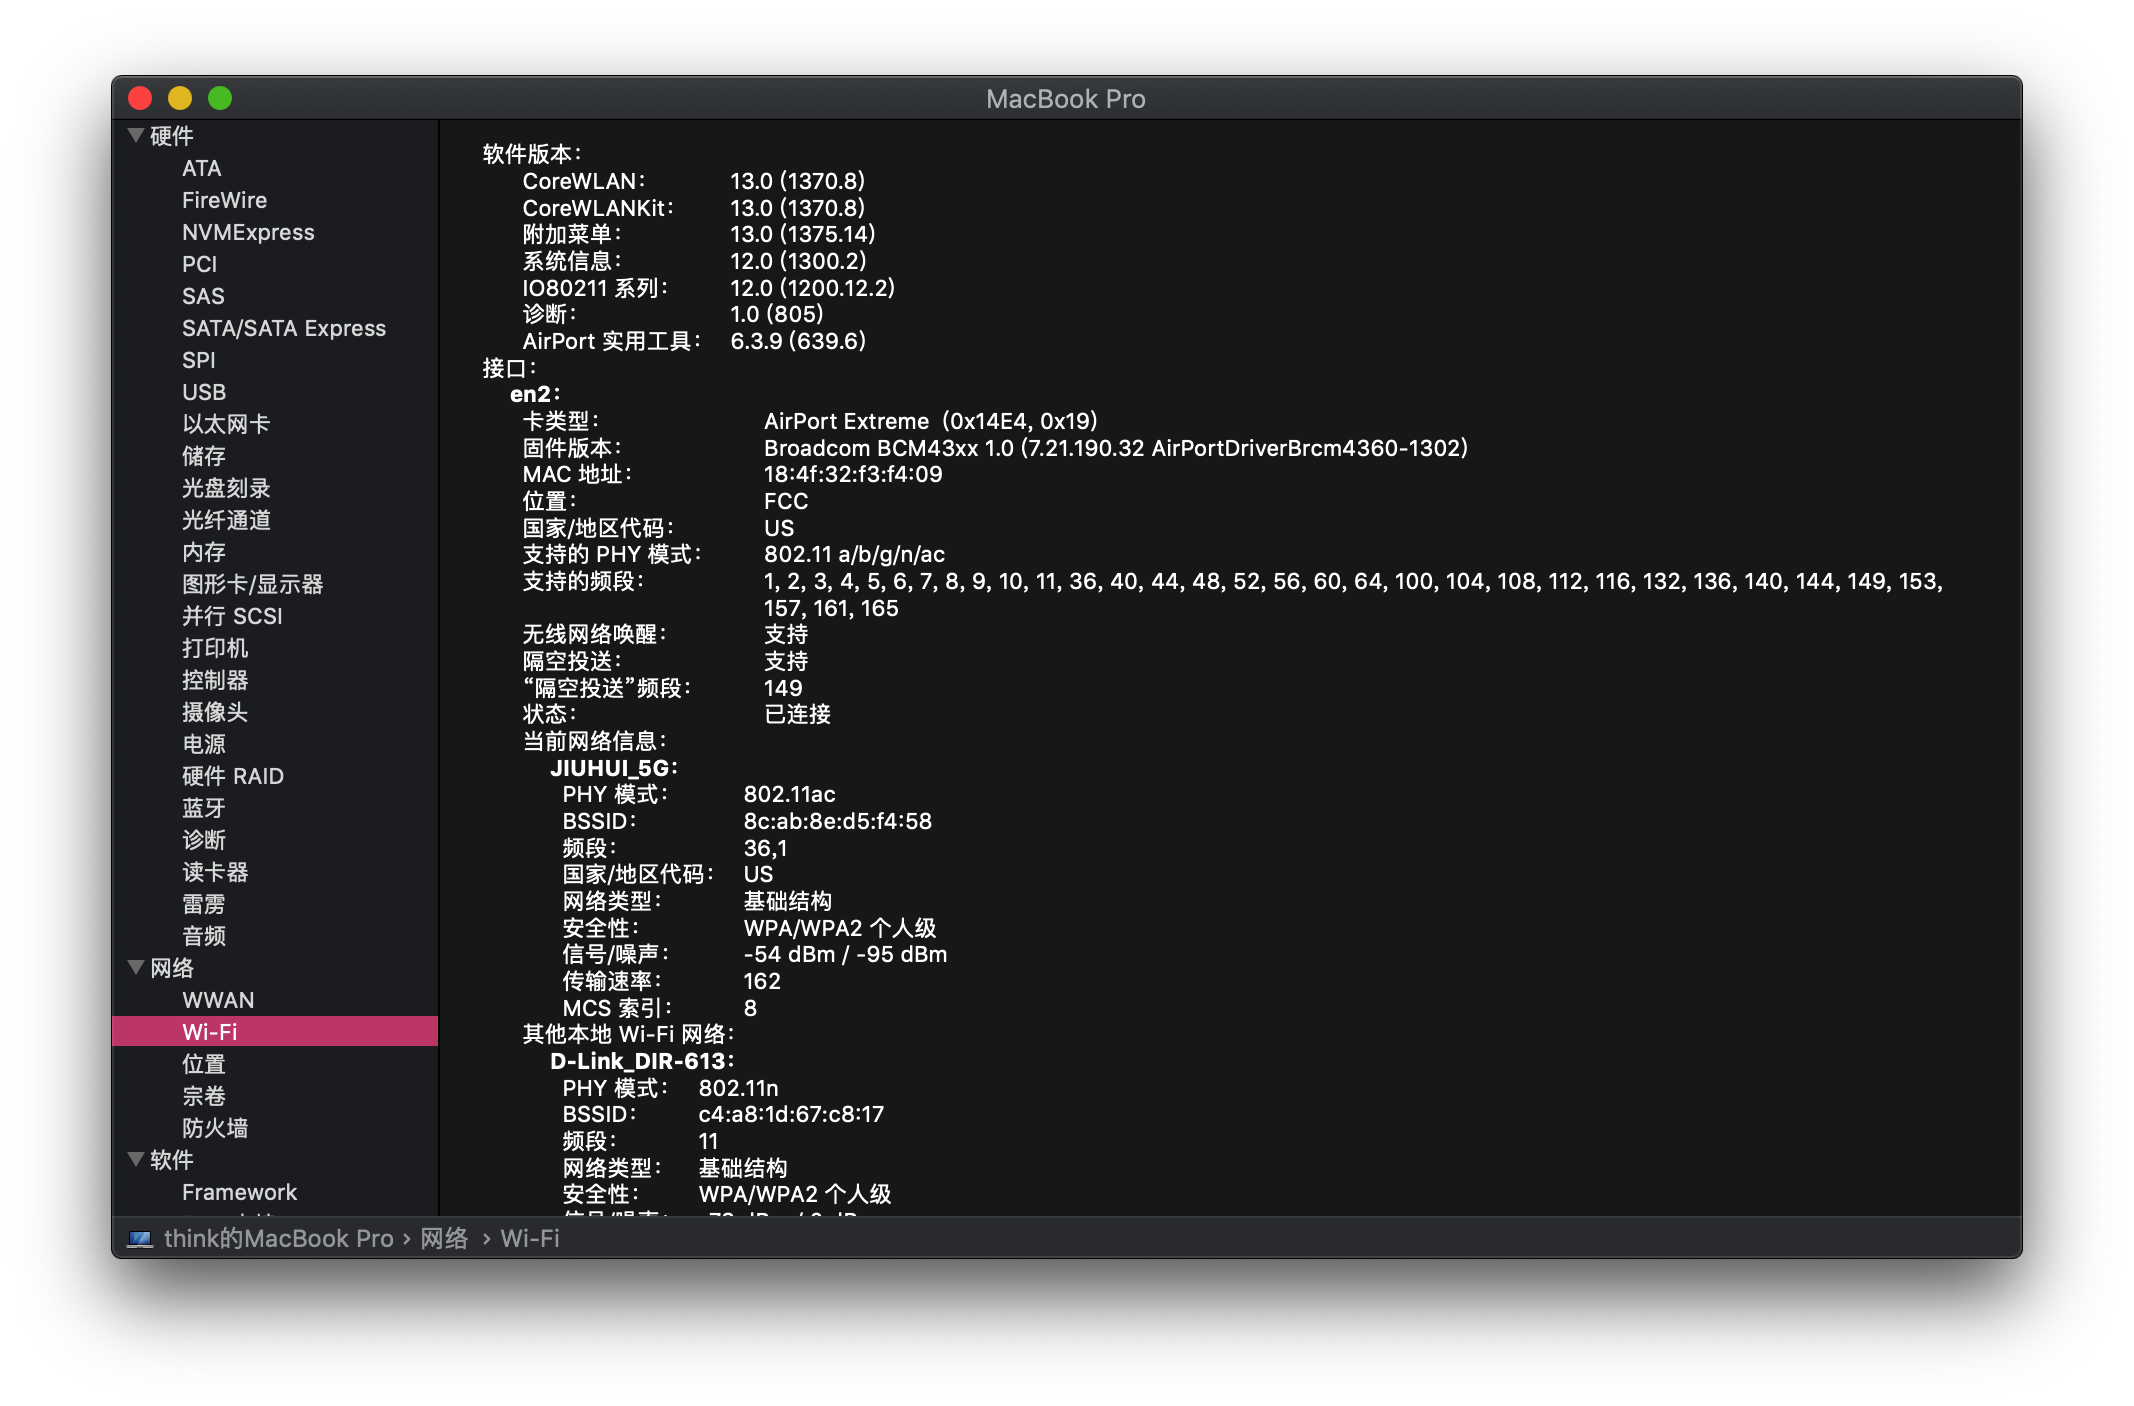 MacBook Pro
硬件
ATA
FireWire
NVMExpress
PCI
SAS
SATA/SATA Express
SPI
USB
以太网卡
储存
光盘刻录
光纤通道
内存
图形卡/显示器
并行 SCSI
打印机
控制器
摄像头
电源
硬件 RAID
蓝牙
诊断
读卡器
雷雳
音频
网络
WWAN
Wi-Fi
位置
宗卷
防火墙
软件
Framework
软件版本：
CoreWLAN： 13.0 (1370.8)
CoreWLANKit： 13.0 (1370.8)
附加菜单： 13.0 (1375.14)
系统信息： 12.0 (1300.2)
IO80211 系列： 12.0 (1200.12.2)
诊断： 1.0 (805)
AirPort 实用工具： 6.3.9 (639.6)
接口：
en2：
卡类型： AirPort Extreme  (0x14E4, 0x19)
固件版本： Broadcom BCM43xx 1.0 (7.21.190.32 AirPortDriverBrcm4360-1302)
MAC 地址： 18:4f:32:f3:f4:09
位置： FCC
国家/地区代码： US
支持的 PHY 模式： 802.11 a/b/g/n/ac
支持的频段： 1, 2, 3, 4, 5, 6, 7, 8, 9, 10, 11, 36, 40, 44, 48, 52, 56, 60, 64, 100, 104, 108, 112, 116, 132, 136, 140, 144, 149, 153,
157, 161, 165
无线网络唤醒： 支持
隔空投送： 支持
“隔空投送”频段： 149
状态： 已连接
当前网络信息：
JIUHUI_5G：
PHY 模式： 802.11ac
BSSID： 8c:ab:8e:d5:f4:58
频段： 36,1
国家/地区代码： US
网络类型： 基础结构
安全性： WPA/WPA2 个人级
信号/噪声： -54 dBm / -95 dBm
传输速率： 162
MCS 索引： 8
其他本地 Wi-Fi 网络：
D-Link_DIR-613：
PHY 模式： 802.11n
BSSID： c4:a8:1d:67:c8:17
频段： 11
网络类型： 基础结构
安全性： WPA/WPA2 个人级
think的MacBook Pro › 网络 › Wi-Fi